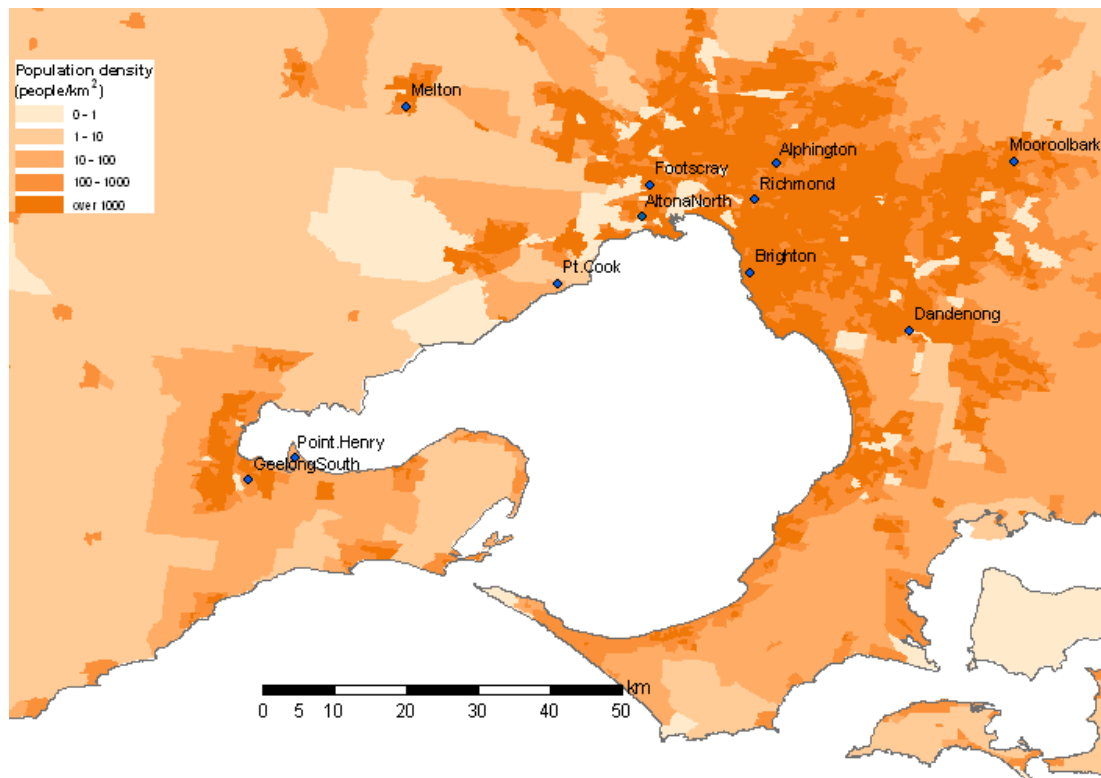 Population density
(people/km²)
0 - 1
1 - 10
10 - 100
100 - 1000
over 1000
Melton
Mooroolbark
Alphington
Footscray
Richmond
AltonaNorth
Brighton
Pt.Cook
Dandenong
Point.Henry
GeelongSouth
km
0 5 10 20 30 40 50